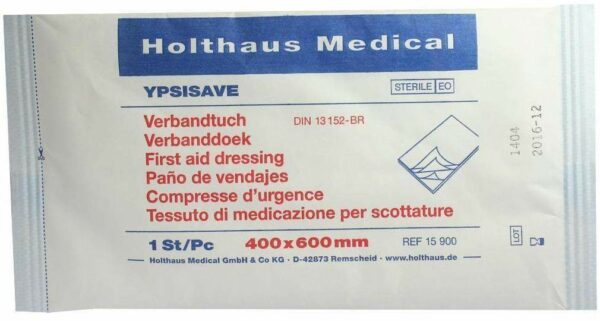 Holthaus Medical
YPSISAVE
STERILE EO
Verbandtuch DIN 13 152-BR
Verbanddoek
First aid dressing
Paño de vendajes
Compresse d'urgence
Tessuto di medicazione per scottature
1 St/Pc 400x600mm REF 15 900
Holthaus Medical GmbH & Co KG · D-42873 Remscheid · www.holthaus.de
1404
2016-12
LOT